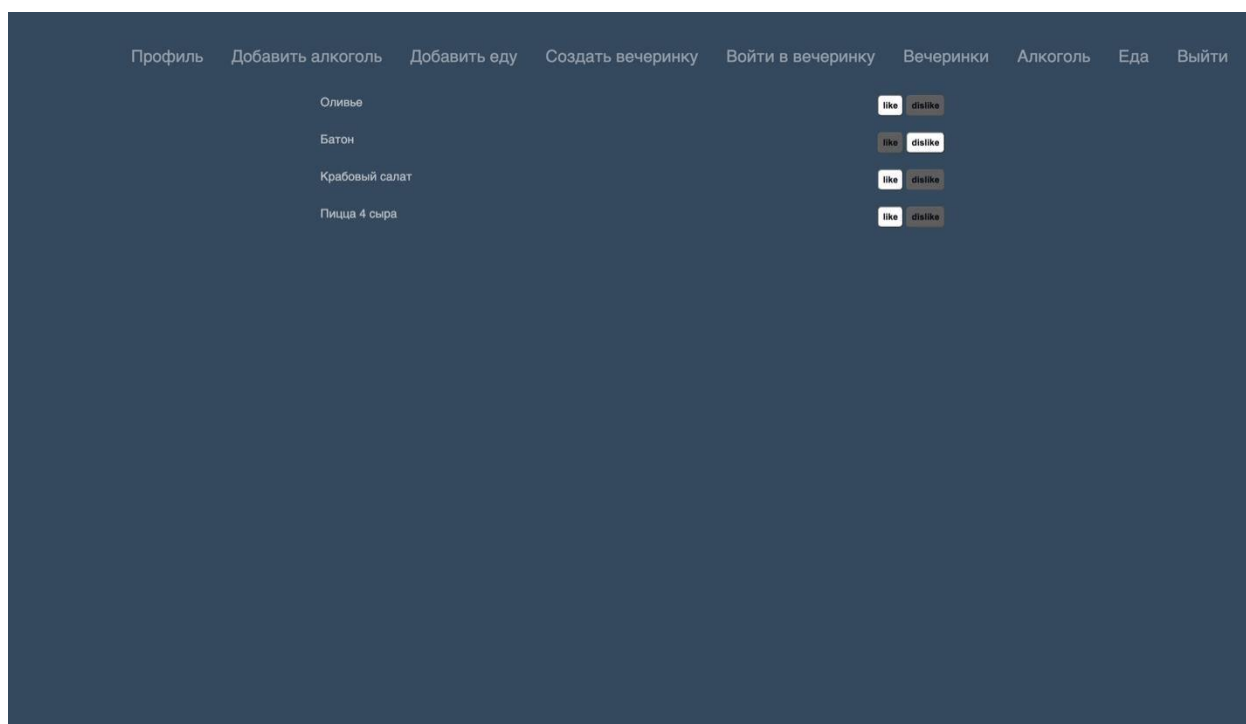 Профиль Добавить алкоголь Добавить еду Создать вечеринку Войти в вечеринку Вечеринки Алкоголь Еда Выйти
Оливье like dislike
Батон like dislike
Крабовый салат like dislike
Пицца 4 сыра like dislike